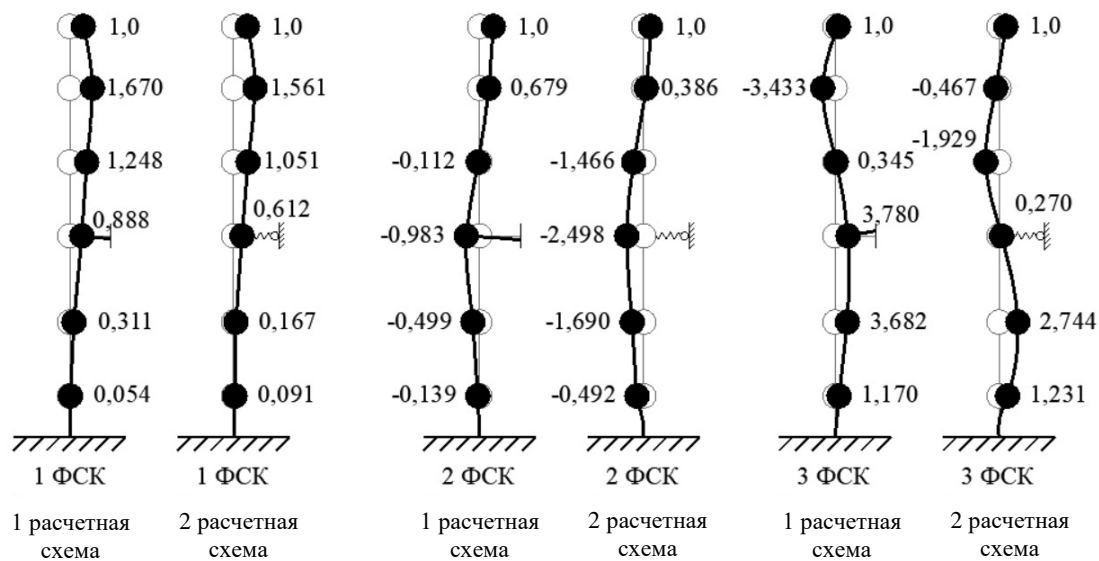 1,0
1,670
1,248
0,888
0,311
0,054
1 ФСК
1 расчетная
схема
1,0
1,561
1,051
0,612
0,167
0,091
1 ФСК
2 расчетная
схема
1,0
0,679
-0,112
-0,983
-0,499
-0,139
2 ФСК
1 расчетная
схема
1,0
0,386
-1,466
-2,498
-1,690
-0,492
2 ФСК
2 расчетная
схема
1,0
-3,433
0,345
3,780
3,682
1,170
3 ФСК
1 расчетная
схема
1,0
-0,467
-1,929
0,270
2,744
1,231
3 ФСК
2 расчетная
схема